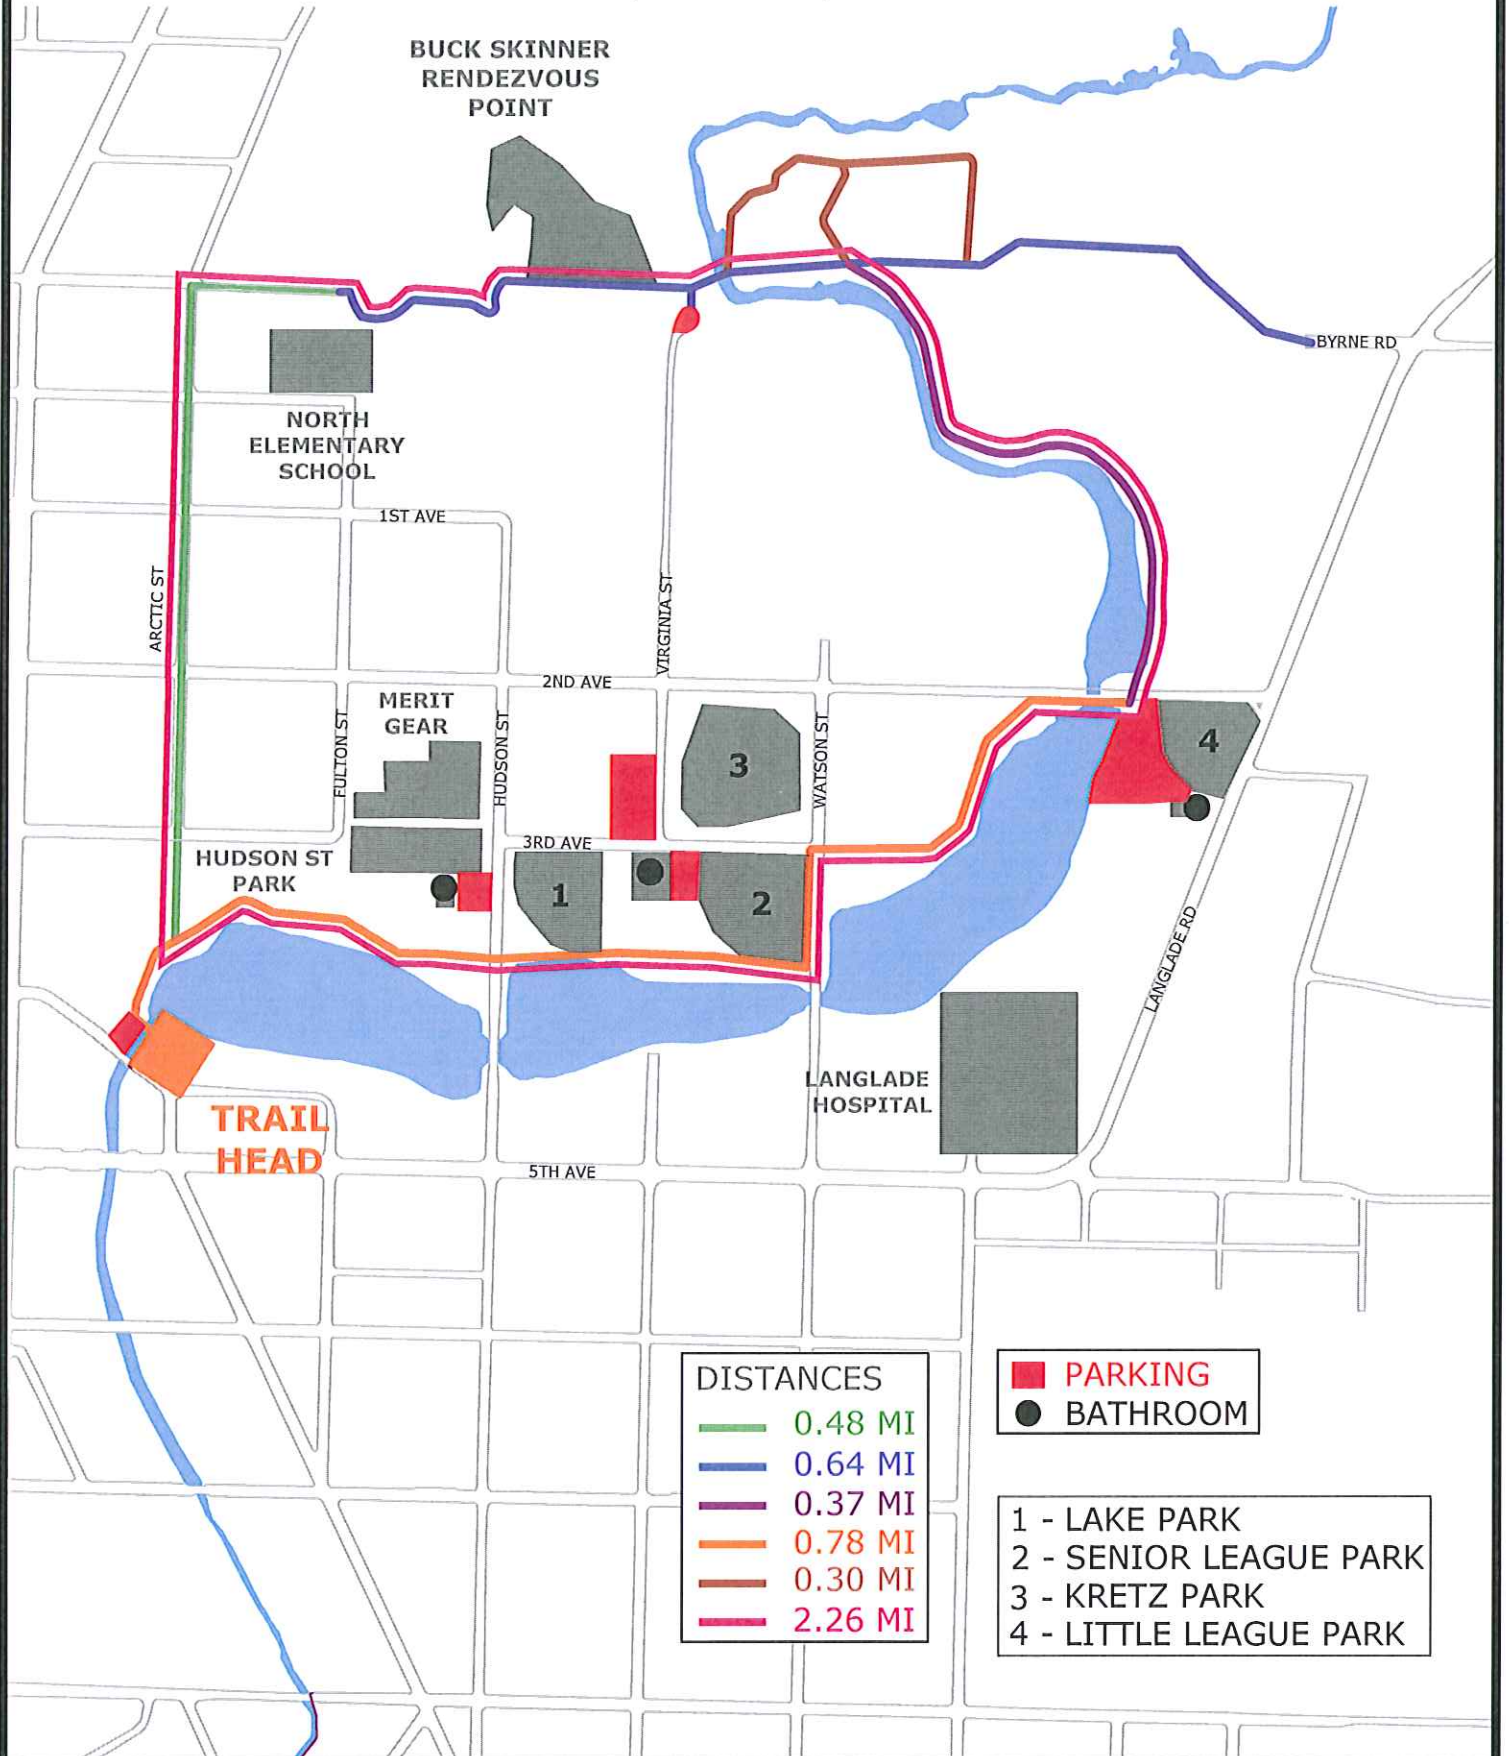 BUCK SKINNER
RENDEZVOUS
POINT
BYRNE RD
NORTH
ELEMENTARY
SCHOOL
1ST AVE
ARCTIC ST
VIRGINIA ST
2ND AVE
MERIT
GEAR
FULTON ST
HUDSON ST
WATSON ST
3
4
3RD AVE
HUDSON ST
PARK
1
2
LANGLADE RD
LANGLADE
HOSPITAL
TRAIL
HEAD
5TH AVE
DISTANCES
0.48 MI
0.64 MI
0.37 MI
0.78 MI
0.30 MI
2.26 MI
PARKING
BATHROOM
1 - LAKE PARK
2 - SENIOR LEAGUE PARK
3 - KRETZ PARK
4 - LITTLE LEAGUE PARK